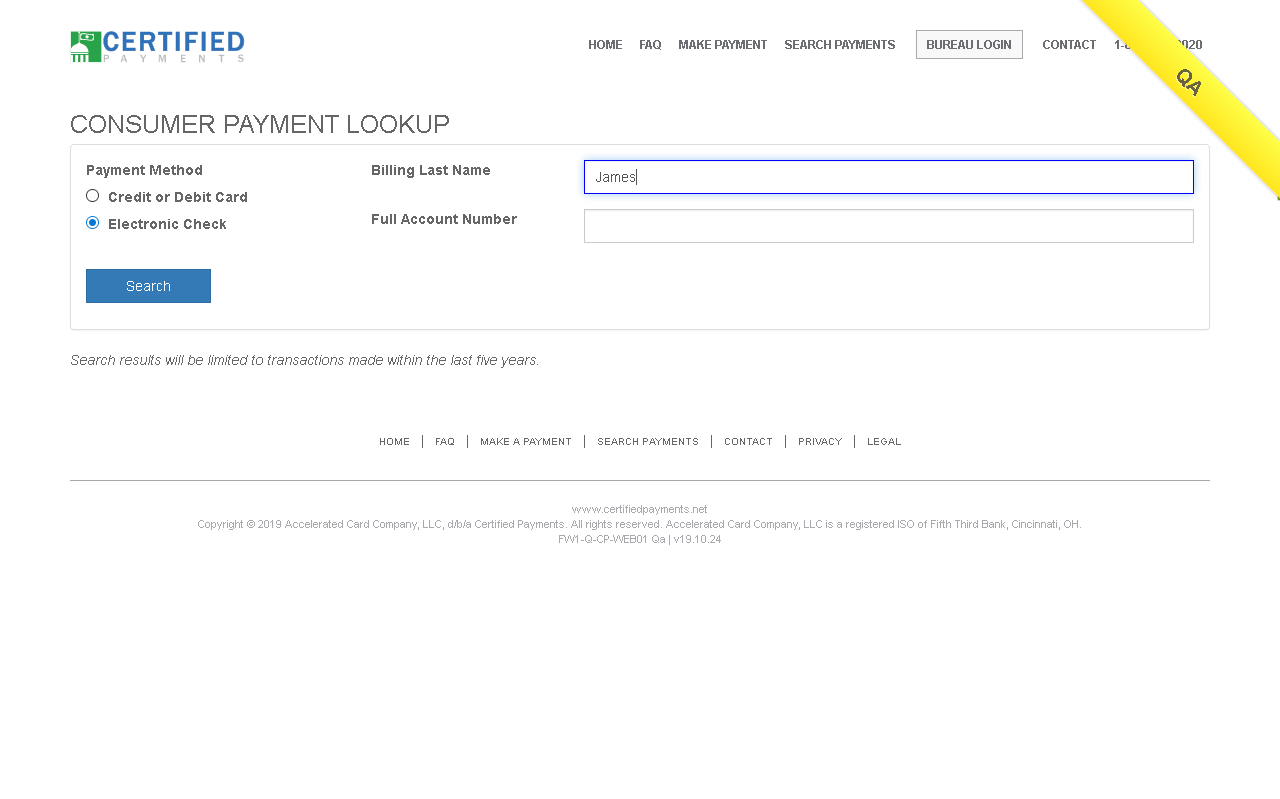 CERTIFIED
PAYMENTS
HOME FAQ MAKE PAYMENT SEARCH PAYMENTS BUREAU LOGIN CONTACT
QA
CONSUMER PAYMENT LOOKUP
Payment Method
Credit or Debit Card
Electronic Check
Billing Last Name
James
Full Account Number
Search
Search results will be limited to transactions made within the last five years.
HOME | FAQ | MAKE A PAYMENT | SEARCH PAYMENTS | CONTACT | PRIVACY | LEGAL
www.certifiedpayments.net
Copyright © 2019 Accelerated Card Company, LLC, d/b/a Certified Payments. All rights reserved. Accelerated Card Company, LLC is a registered ISO of Fifth Third Bank, Cincinnati, OH.
FW1-Q-CP-WEB01 Qa | v19.10.24